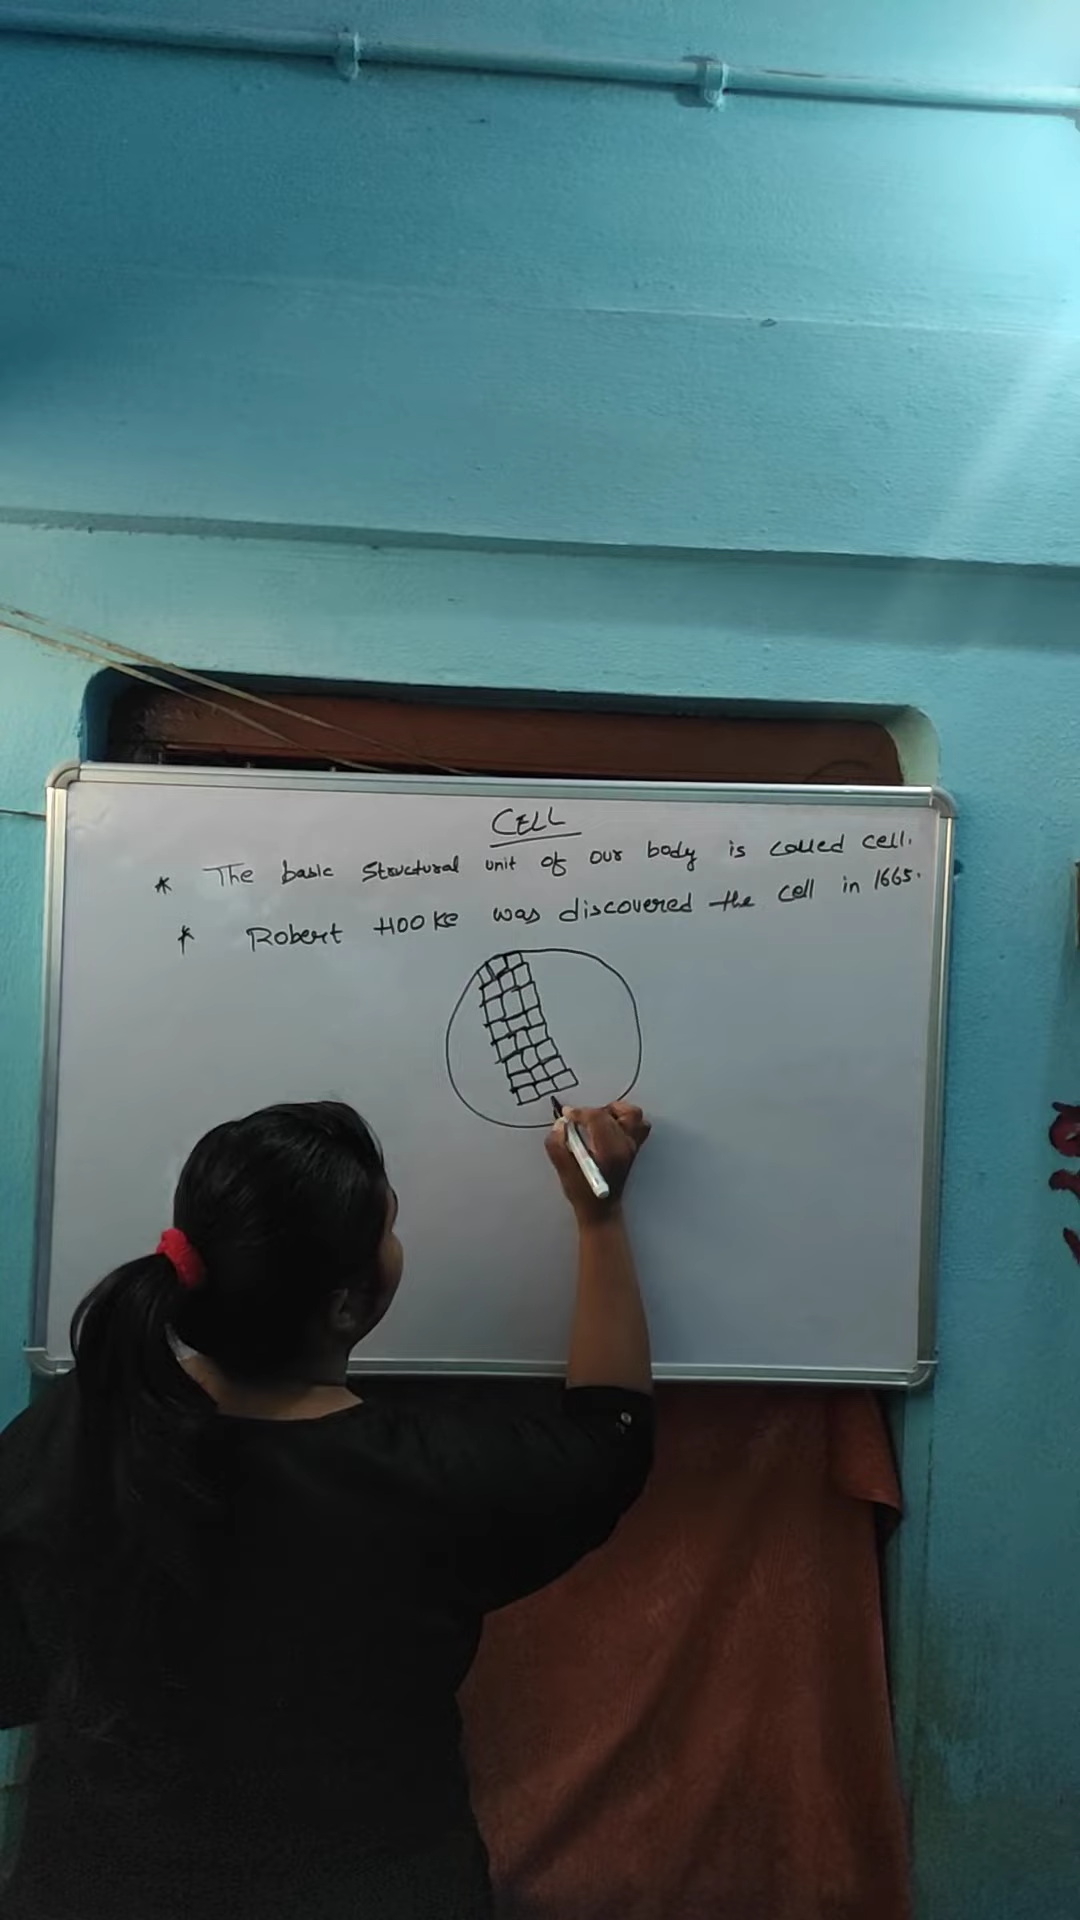 CELL
* The basic structural unit of our body is called cell.
* Robert HOOKe was discovered the cell in 1665.